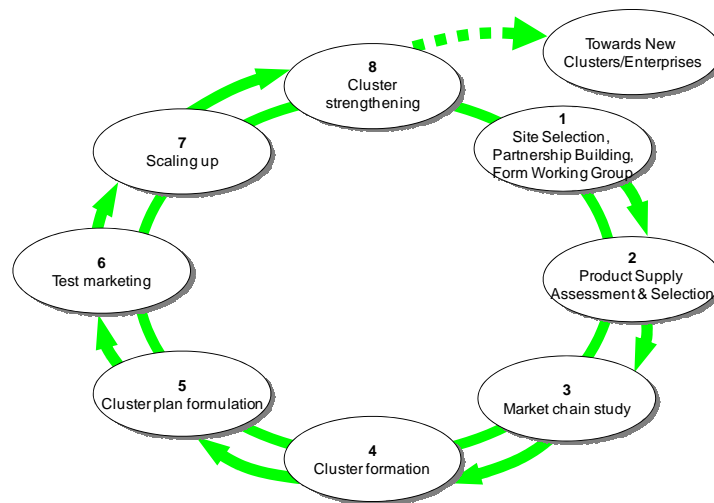 8
Cluster
strengthening
Towards New
Clusters/Enterprises
1
Site Selection,
Partnership Building,
Form Working Group
2
Product Supply
Assessment & Selection
3
Market chain study
4
Cluster formation
5
Cluster plan formulation
6
Test marketing
7
Scaling up